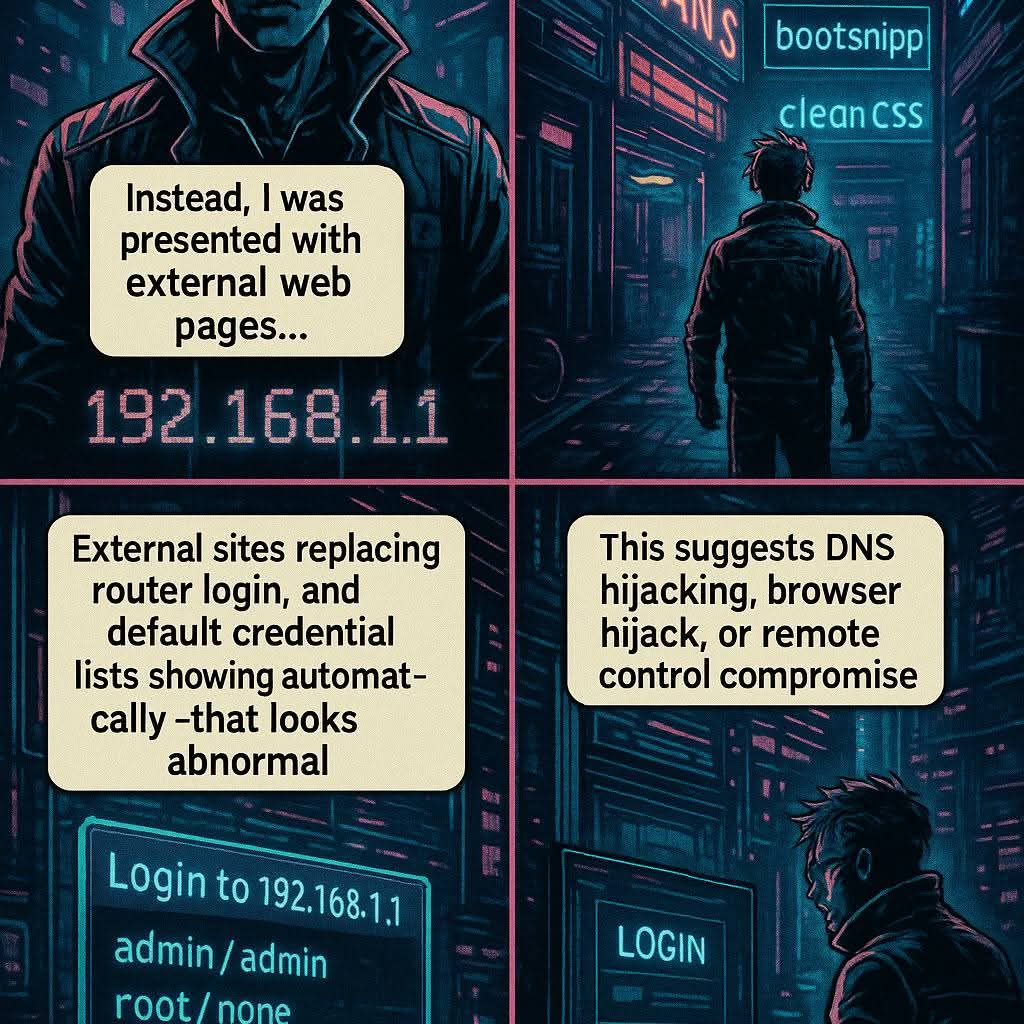 Instead, I was
presented with
external web
pages...
192.168.1.1
ANS
bootsnipp
cleanCSS
External sites replacing
router login, and
default credential
lists showing automat-
cally –that looks
abnormal
Login to 192.168.1.1
admin / admin
root / none
This suggests DNS
hijacking, browser
hijack, or remote
control compromise
LOGIN